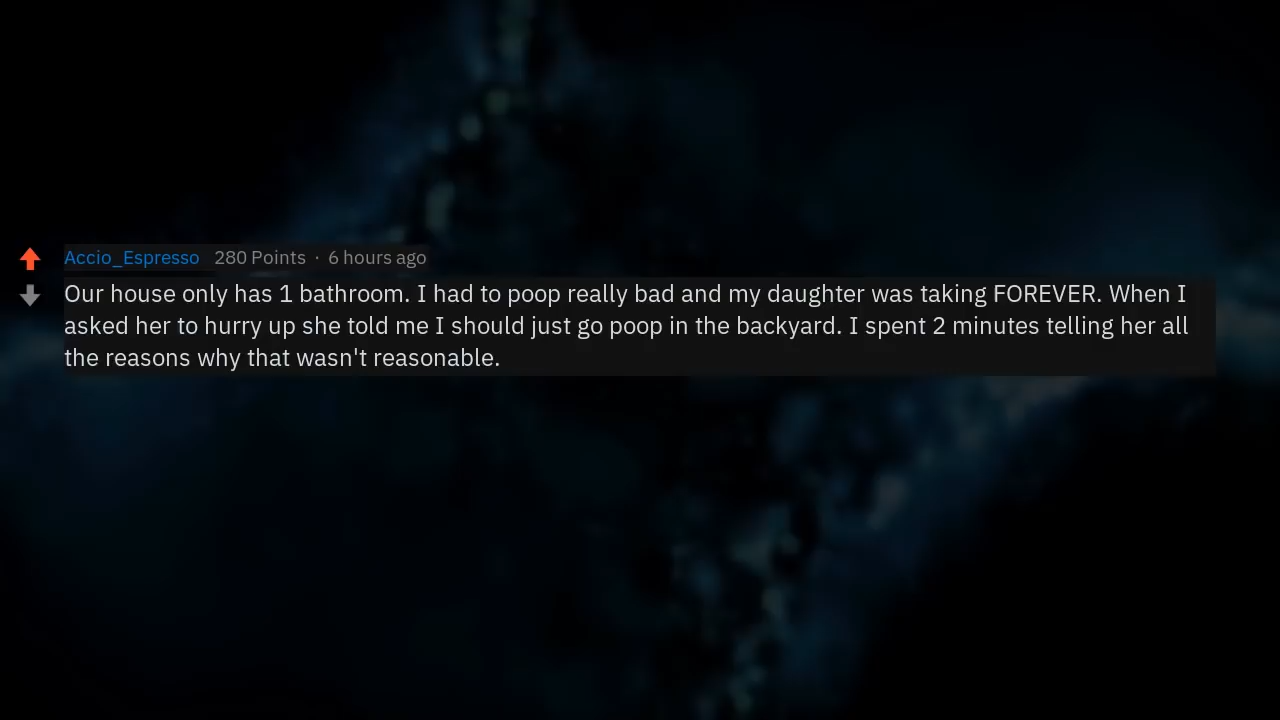 Accio_Espresso 280 Points · 6 hours ago
Our house only has 1 bathroom. I had to poop really bad and my daughter was taking FOREVER. When I
asked her to hurry up she told me I should just go poop in the backyard. I spent 2 minutes telling her all
the reasons why that wasn't reasonable.